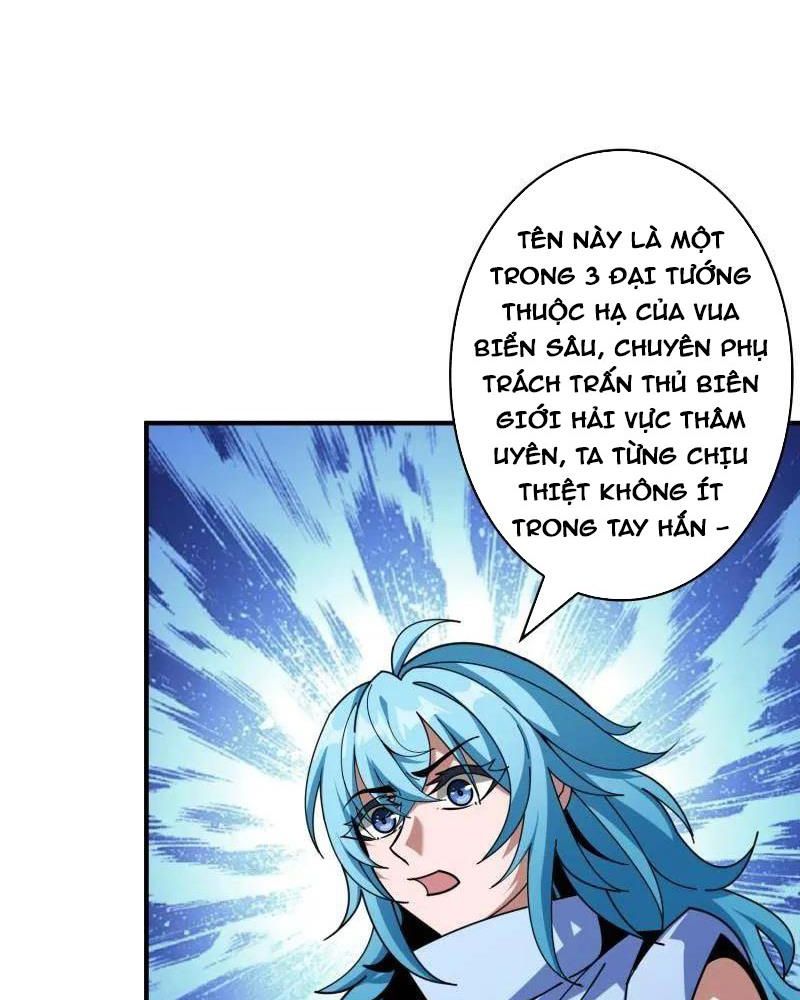 TÊN NÀY LÀ MỘT
TRONG 3 ĐẠI TƯỚNG
THUỘC HẠ CỦA VUA
BIỂN SÂU, CHUYÊN PHỤ
TRÁCH TRẤN THỦ BIÊN
GIỚI HẢI VỰC THÂM
UYÊN, TA TỪNG CHỊU
THIỆT KHÔNG ÍT
TRONG TAY HẮN -